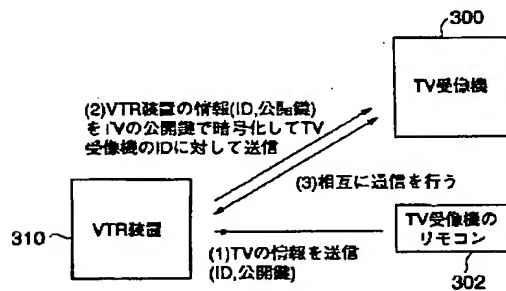 300
TV受像機
(2)VTR装置の情報(ID,公開鍵)
をTVの公開鍵で暗号化してTV
受像機のIDに対して送信
(3)相互に通信を行う
310
VTR装置
TV受像機の
リモコン
(1)TVの情報を送信
(ID,公開鍵)
302